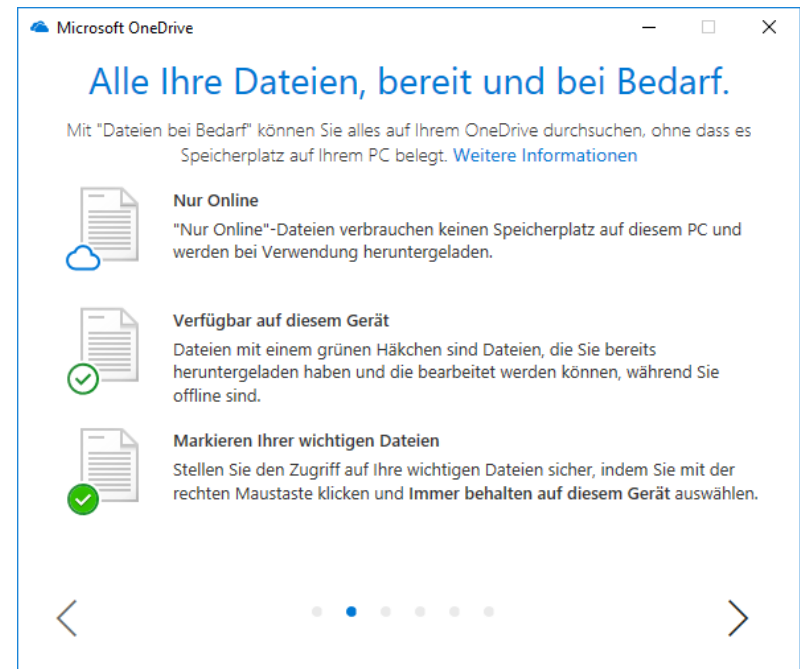 Microsoft OneDrive
Alle Ihre Dateien, bereit und bei Bedarf.
Mit "Dateien bei Bedarf" können Sie alles auf Ihrem OneDrive durchsuchen, ohne dass es
Speicherplatz auf Ihrem PC belegt. Weitere Informationen
Nur Online
"Nur Online"-Dateien verbrauchen keinen Speicherplatz auf diesem PC und
werden bei Verwendung heruntergeladen.
Verfügbar auf diesem Gerät
Dateien mit einem grünen Häkchen sind Dateien, die Sie bereits
heruntergeladen haben und die bearbeitet werden können, während Sie
offline sind.
Markieren Ihrer wichtigen Dateien
Stellen Sie den Zugriff auf Ihre wichtigen Dateien sicher, indem Sie mit der
rechten Maustaste klicken und Immer behalten auf diesem Gerät auswählen.